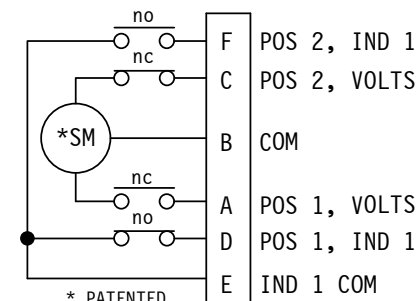 no
F POS 2, IND 1
nc
C POS 2, VOLTS
*SM
B COM
nc
A POS 1, VOLTS
no
D POS 1, IND 1
E IND 1 COM
* PATENTED